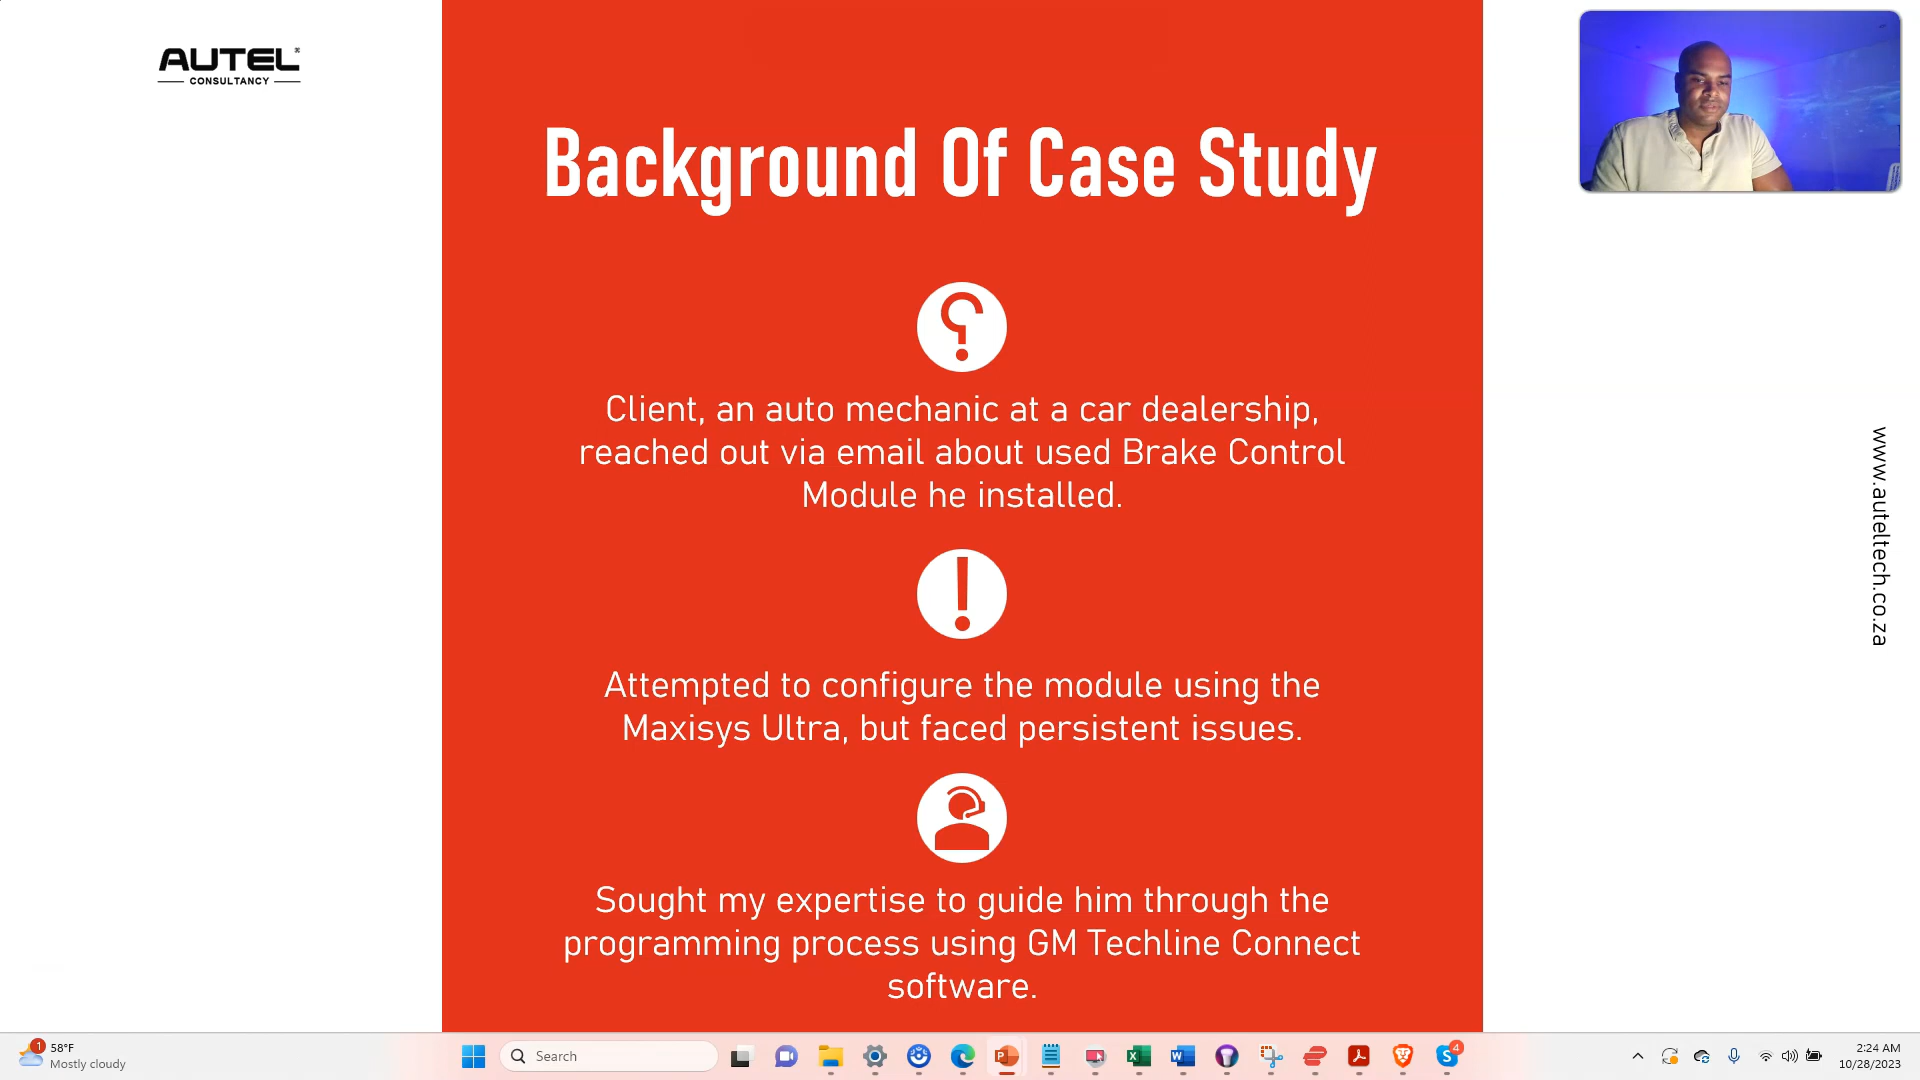 AUTEL®
CONSULTANCY
Background Of Case Study
Client, an auto mechanic at a car dealership,
reached out via email about used Brake Control
Module he installed.
Attempted to configure the module using the
Maxisys Ultra, but faced persistent issues.
Sought my expertise to guide him through the
programming process using GM Techline Connect
software.
www.auteltech.co.za
1
58°F
Mostly cloudy
Search
4
2:24 AM
10/28/2023